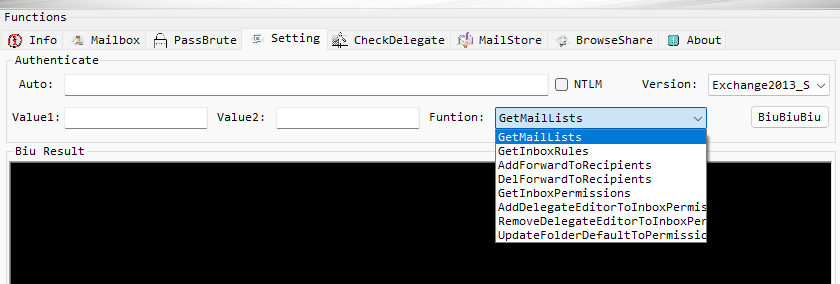 Functions
Info Mailbox PassBrute Setting CheckDelegate MailStore BrowseShare About
Authenticate
Auto: NTLM Version: Exchange2013_S
Value1: Value2: Funtion: GetMailLists BiuBiuBiu
GetMailLists
GetInboxRules
AddForwardToRecipients
DelForwardToRecipients
GetInboxPermissions
AddDelegateEditorToInboxPermis
RemoveDelegateEditorToInboxPer
UpdateFolderDefaultToPermissic
Biu Result